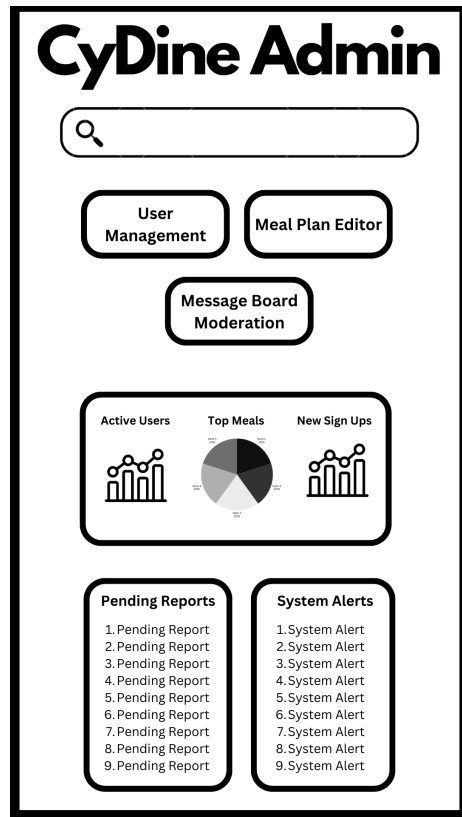 CyDine Admin
User
Management
Meal Plan Editor
Message Board
Moderation
Active Users
Top Meals
New Sign Ups
Pending Reports
1. Pending Report
2. Pending Report
3. Pending Report
4. Pending Report
5. Pending Report
6. Pending Report
7. Pending Report
8. Pending Report
9. Pending Report
System Alerts
1. System Alert
2. System Alert
3. System Alert
4. System Alert
5. System Alert
6. System Alert
7. System Alert
8. System Alert
9. System Alert